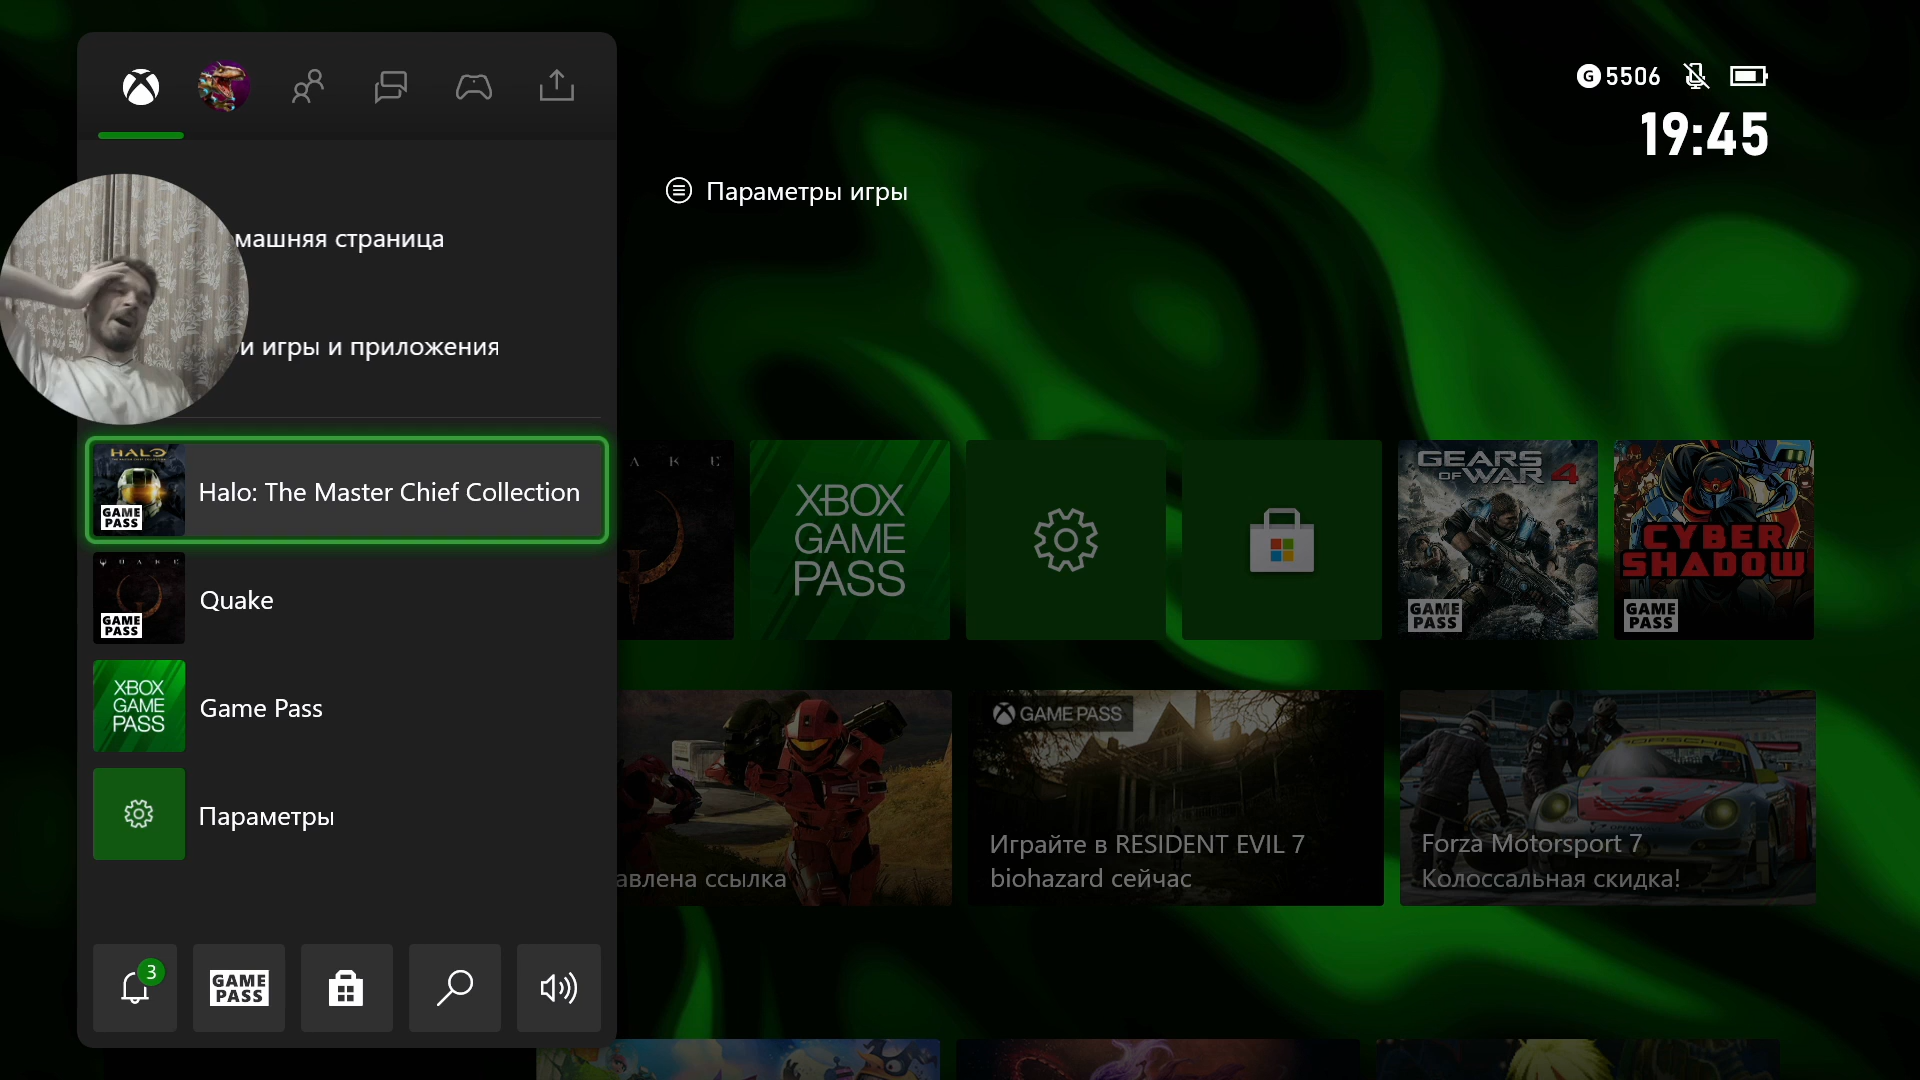 G 5506
19:45
Параметры игры
машняя страница
и игры и приложения
HALO
GAME PASS
Halo: The Master Chief Collection
QUAKE
GAME PASS
Quake
XBOX
GAME
PASS
Game Pass
Параметры
3
GAME
PASS
A K E
XBOX
GAME
PASS
GEARS
OF WAR 4
GAME
PASS
CYBER
SHADOW
GAME
PASS
авлена ссылка
GAME PASS
Играйте в RESIDENT EVIL 7
biohazard сейчас
PORSCHE
Forza Motorsport 7
Колоссальная скидка!